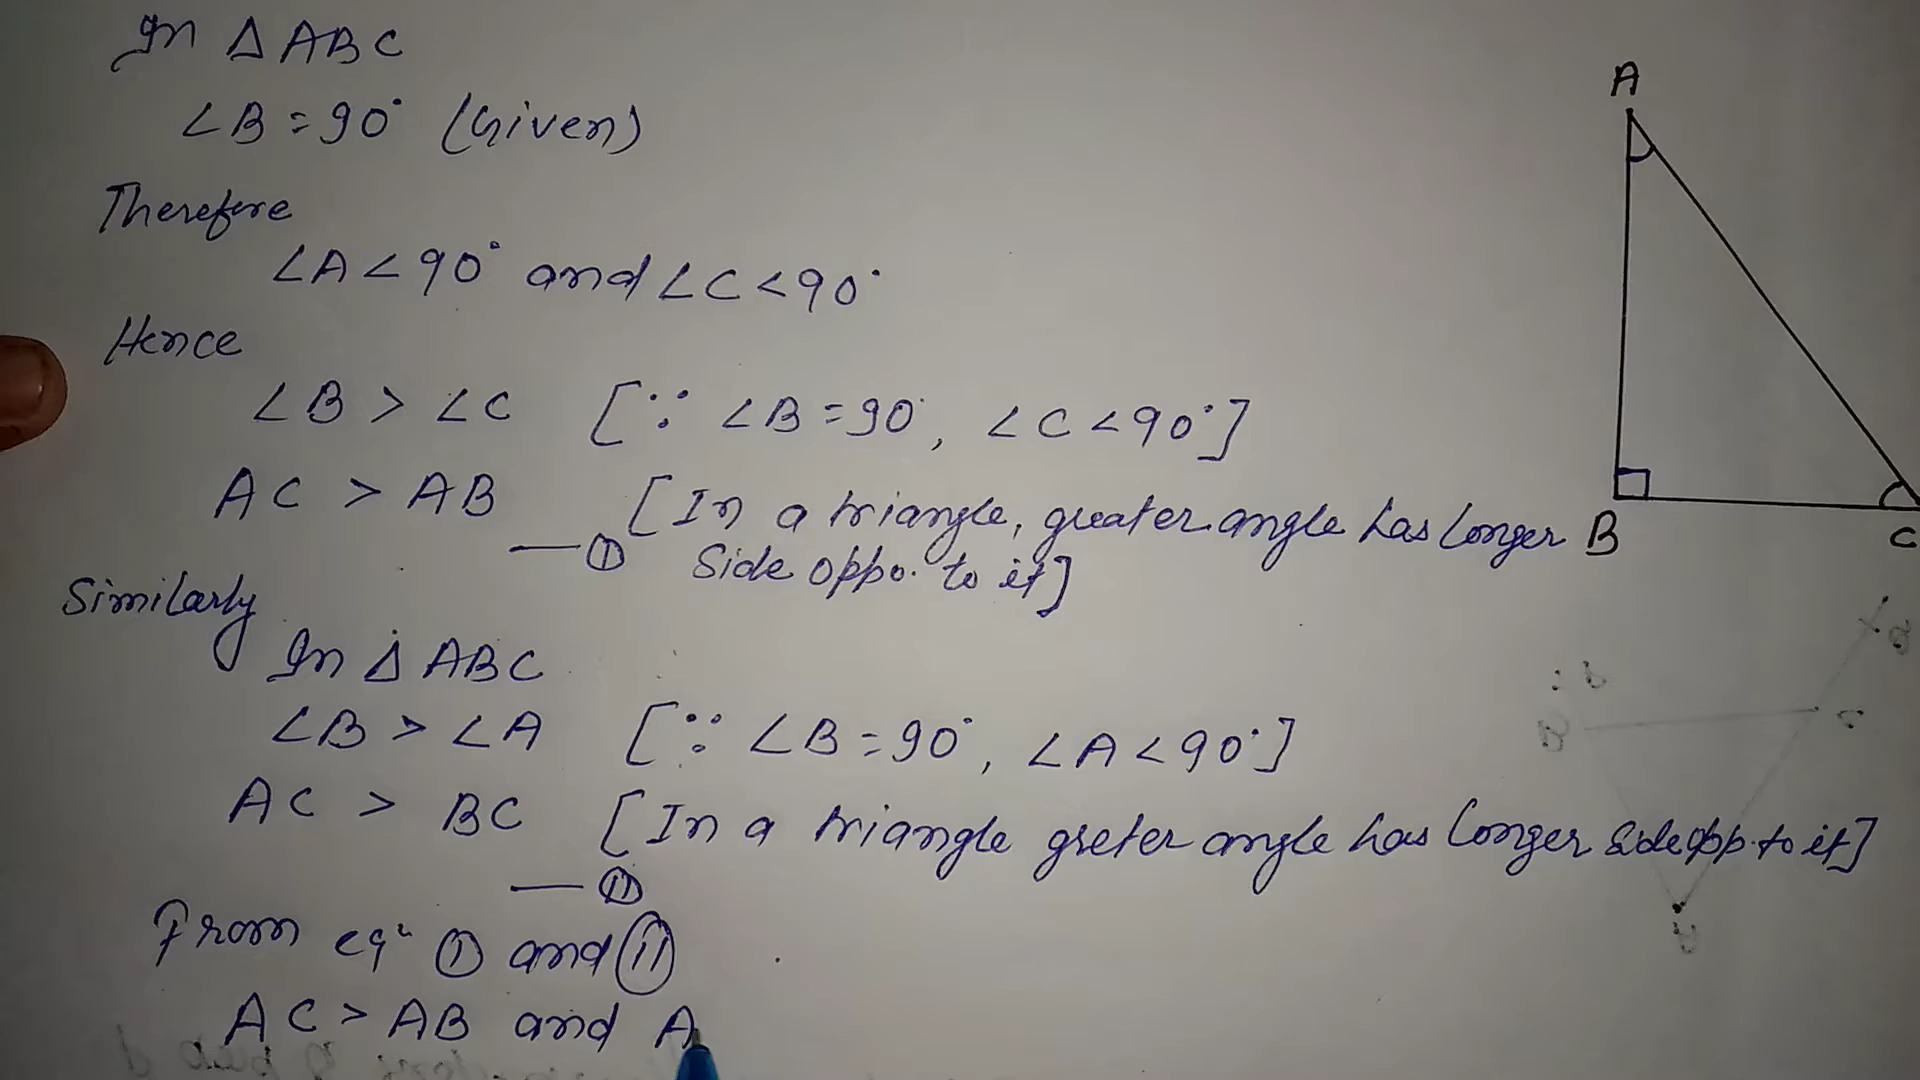 In △ ABC
∠B = 90° (Given)
Therefore
∠A < 90° and ∠C < 90°
Hence
∠B > ∠C [∵ ∠B = 90°, ∠C < 90°]
AC > AB [In a triangle, greater angle has longer
— ① Side oppo. to it]
Similarly
In △ ABC
∠B > ∠A [∵ ∠B = 90°, ∠A < 90°]
AC > BC [In a triangle greter angle has longer Side opp. to it]
— ⑪
From eqⁿ ① and ⑪
AC > AB and A
A
B
C